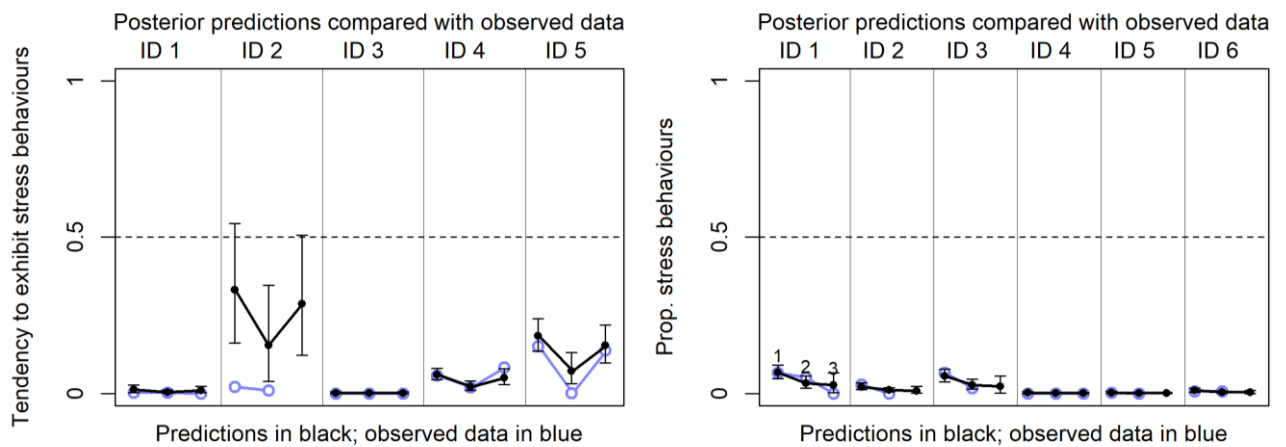 Posterior predictions compared with observed data
ID 1 ID 2 ID 3 ID 4 ID 5
Tendency to exhibit stress behaviours
1
0.5
0
Predictions in black; observed data in blue
Posterior predictions compared with observed data
ID 1 ID 2 ID 3 ID 4 ID 5 ID 6
Prop. stress behaviours
1
0.5
0
1 2 3
Predictions in black; observed data in blue